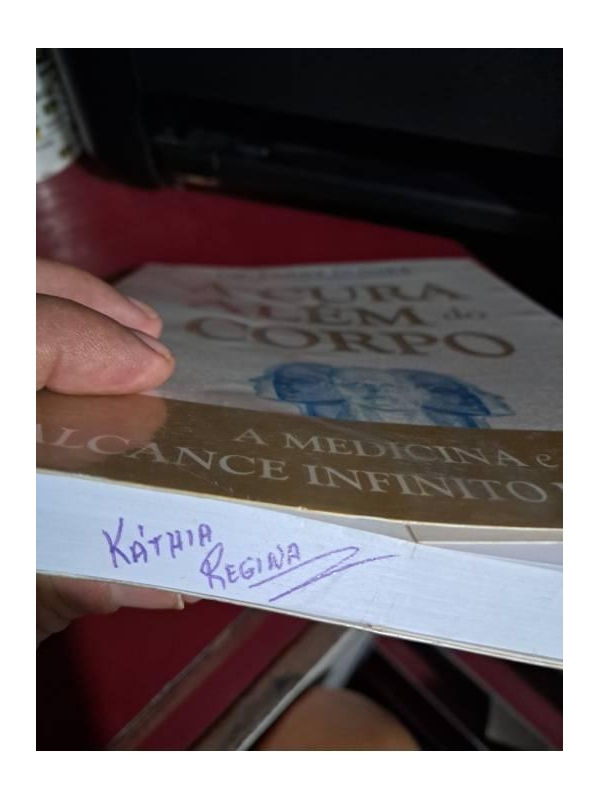 A CURA
ALÉM do
CORPO
A MEDICINA e
ALCANCE INFINITO
KÁTHIA
REGINA